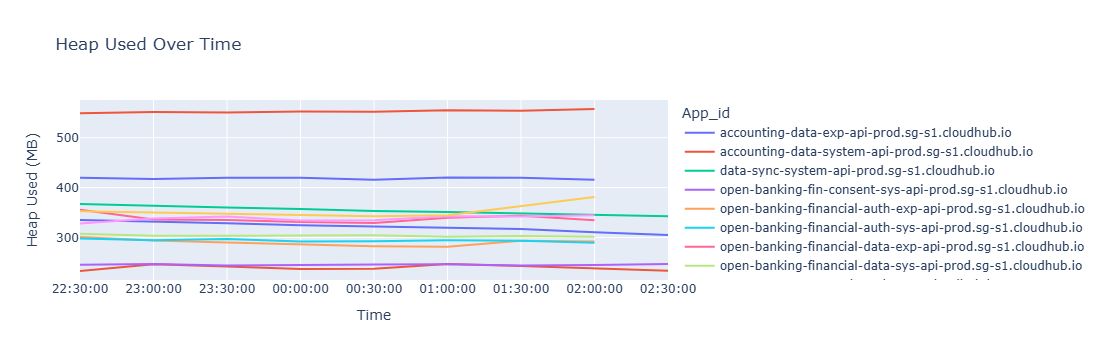 Heap Used Over Time
App_id
accounting-data-exp-api-prod.sg-s1.cloudhub.io
accounting-data-system-api-prod.sg-s1.cloudhub.io
data-sync-system-api-prod.sg-s1.cloudhub.io
open-banking-fin-consent-sys-api-prod.sg-s1.cloudhub.io
open-banking-financial-auth-exp-api-prod.sg-s1.cloudhub.io
open-banking-financial-auth-sys-api-prod.sg-s1.cloudhub.io
open-banking-financial-data-exp-api-prod.sg-s1.cloudhub.io
open-banking-financial-data-sys-api-prod.sg-s1.cloudhub.io
Heap Used (MB)
500
400
300
22:30:00 23:00:00 23:30:00 00:00:00 00:30:00 01:00:00 01:30:00 02:00:00 02:30:00
Time